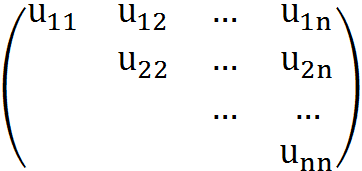 u₁₁ u₁₂ ... u₁ₙ
u₂₂ ... u₂ₙ
... ...
uₙₙ